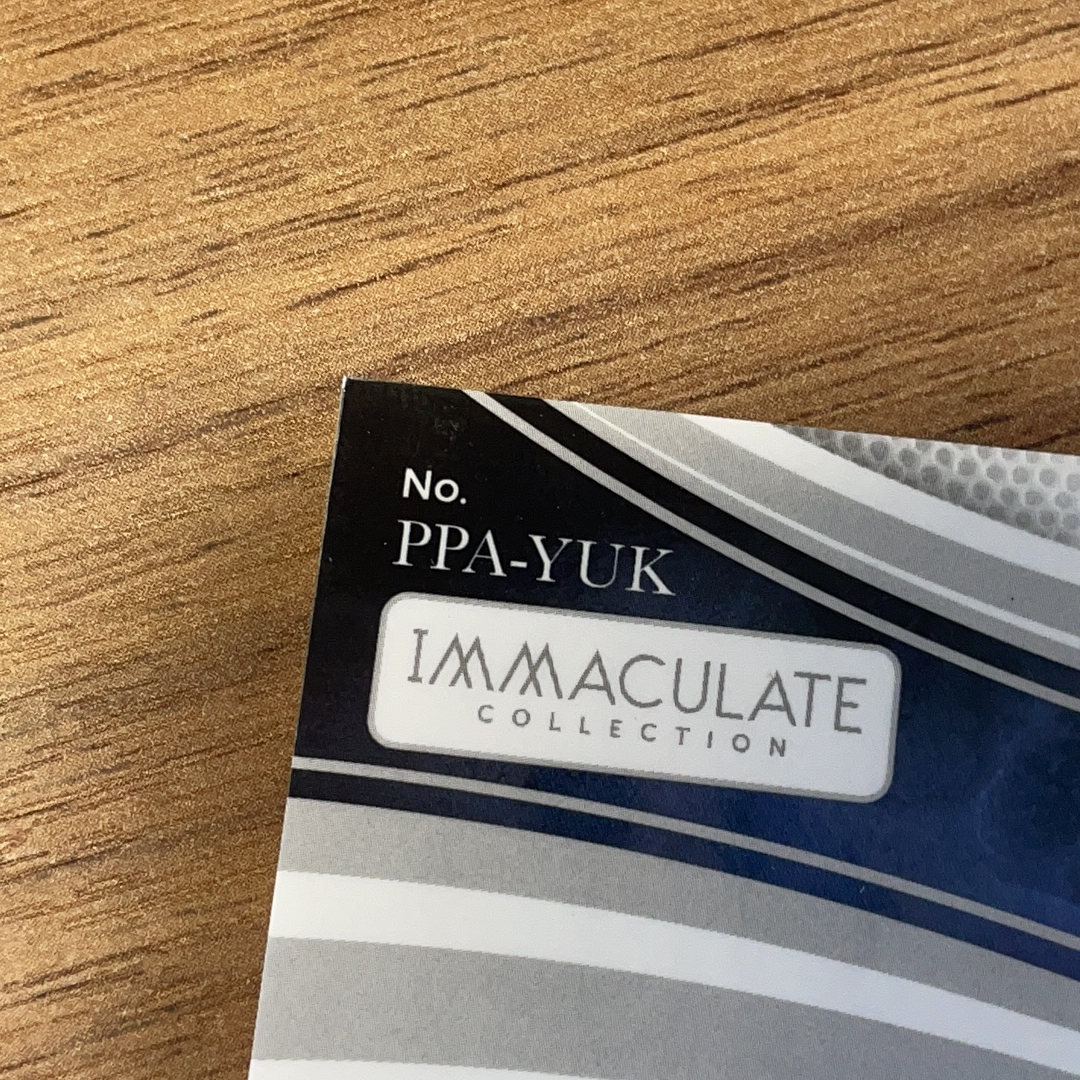 No.
PPA-YUK
IMMACULATE
COLLECTION